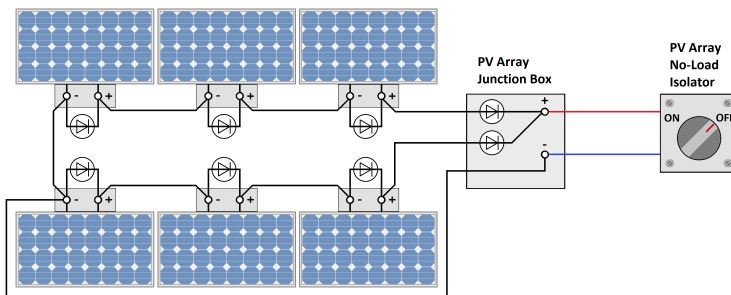 PV Array
Junction Box
PV Array
No-Load
Isolator
- +
- +
- +
+
-
ON OFF
- +
- +
- +